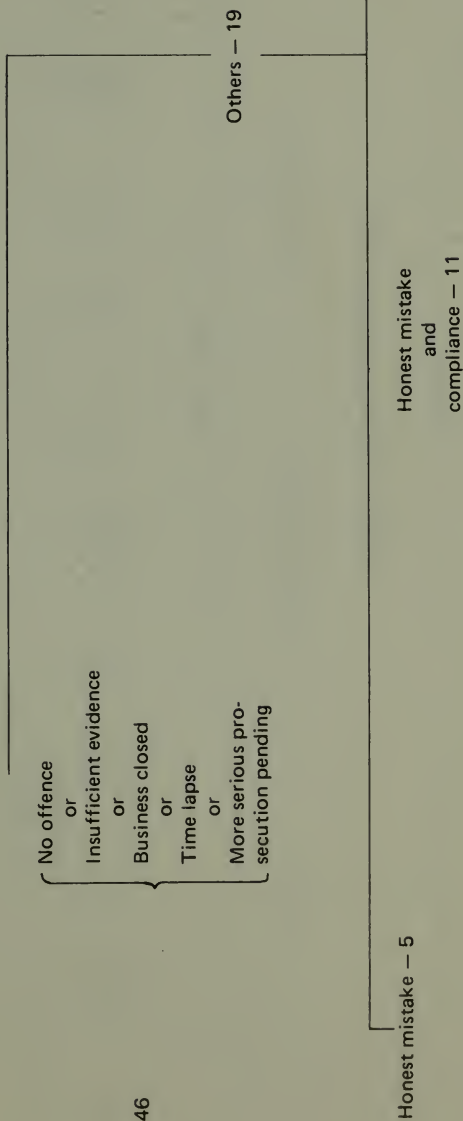 46
No offence
or
Insufficient evidence
or
Business closed
or
Time lapse
or
More serious pro-
secution pending
Others — 19
Honest mistake — 5
Honest mistake
and
compliance — 11